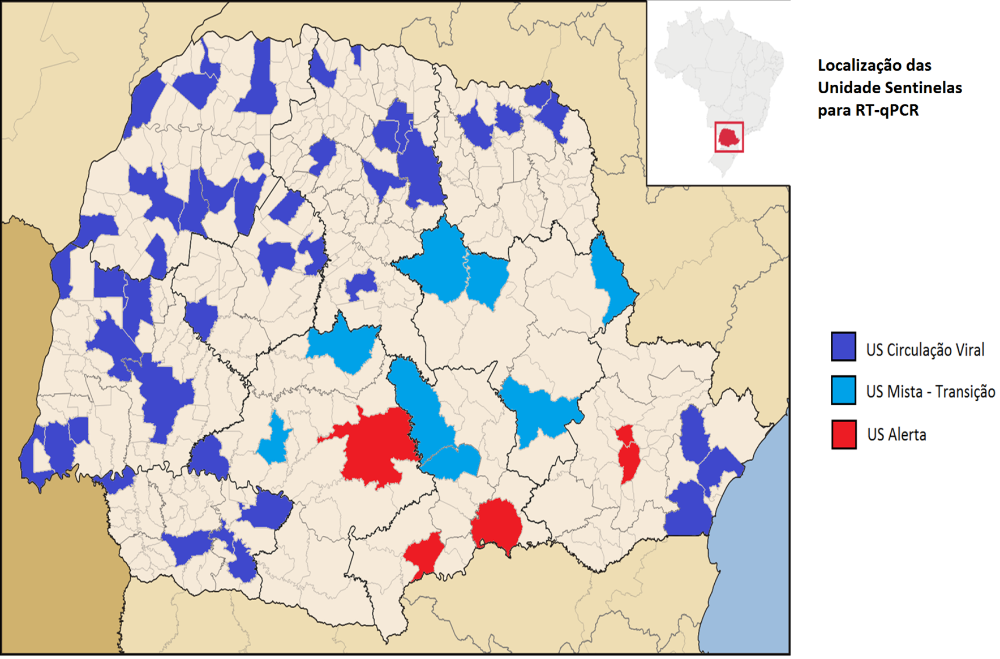 Localização das
Unidade Sentinelas
para RT-qPCR
US Circulação Viral
US Mista - Transição
US Alerta